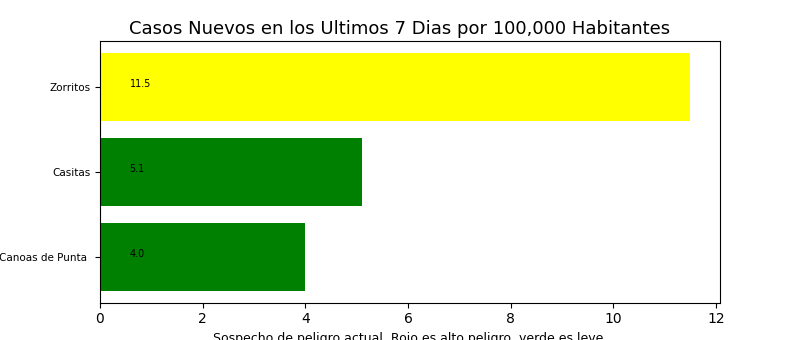 Casos Nuevos en los Ultimos 7 Dias por 100,000 Habitantes
Zorritos
11.5
Casitas
5.1
Canoas de Punta
4.0
0 2 4 6 8 10 12
Sospecho de peligro actual. Rojo es alto peligro, verde es leve